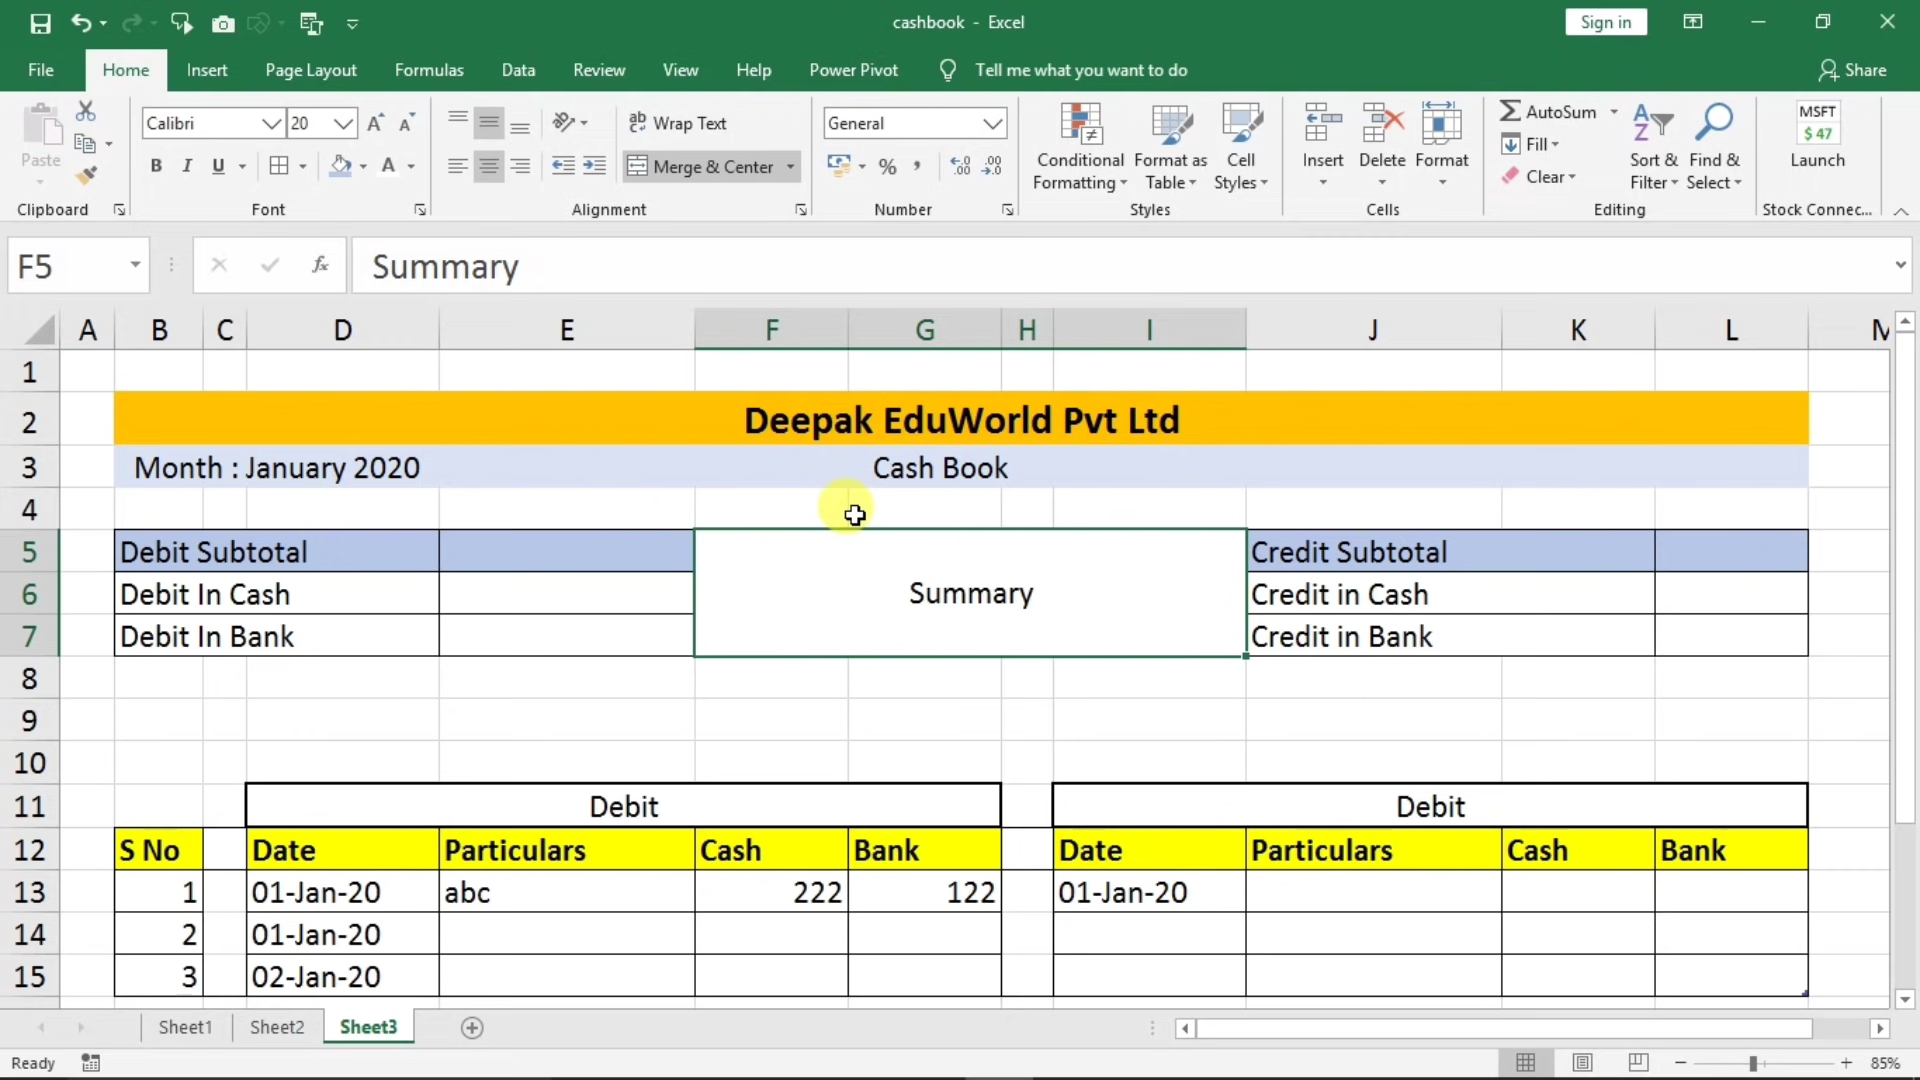 cashbook - Excel
Sign in
File Home Insert Page Layout Formulas Data Review View Help Power Pivot Tell me what you want to do Share
Paste
Clipboard
Calibri 20
B I U
Font
Wrap Text
Merge & Center
Alignment
General
Number
Conditional Formatting
Format as Table
Cell Styles
Styles
Insert Delete Format
Cells
AutoSum
Fill
Clear
Sort & Filter
Find & Select
Editing
MSFT
$ 47
Launch
Stock Connec...
F5 fx Summary
A B C D E F G H I J K L M
1
2 Deepak EduWorld Pvt Ltd
3 Month : January 2020 Cash Book
4
5 Debit Subtotal Credit Subtotal
6 Debit In Cash Summary Credit in Cash
7 Debit In Bank Credit in Bank
8
9
10
11 Debit Debit
12 S No Date Particulars Cash Bank Date Particulars Cash Bank
13 1 01-Jan-20 abc 222 122 01-Jan-20
14 2 01-Jan-20
15 3 02-Jan-20
Sheet1 Sheet2 Sheet3
Ready 85%